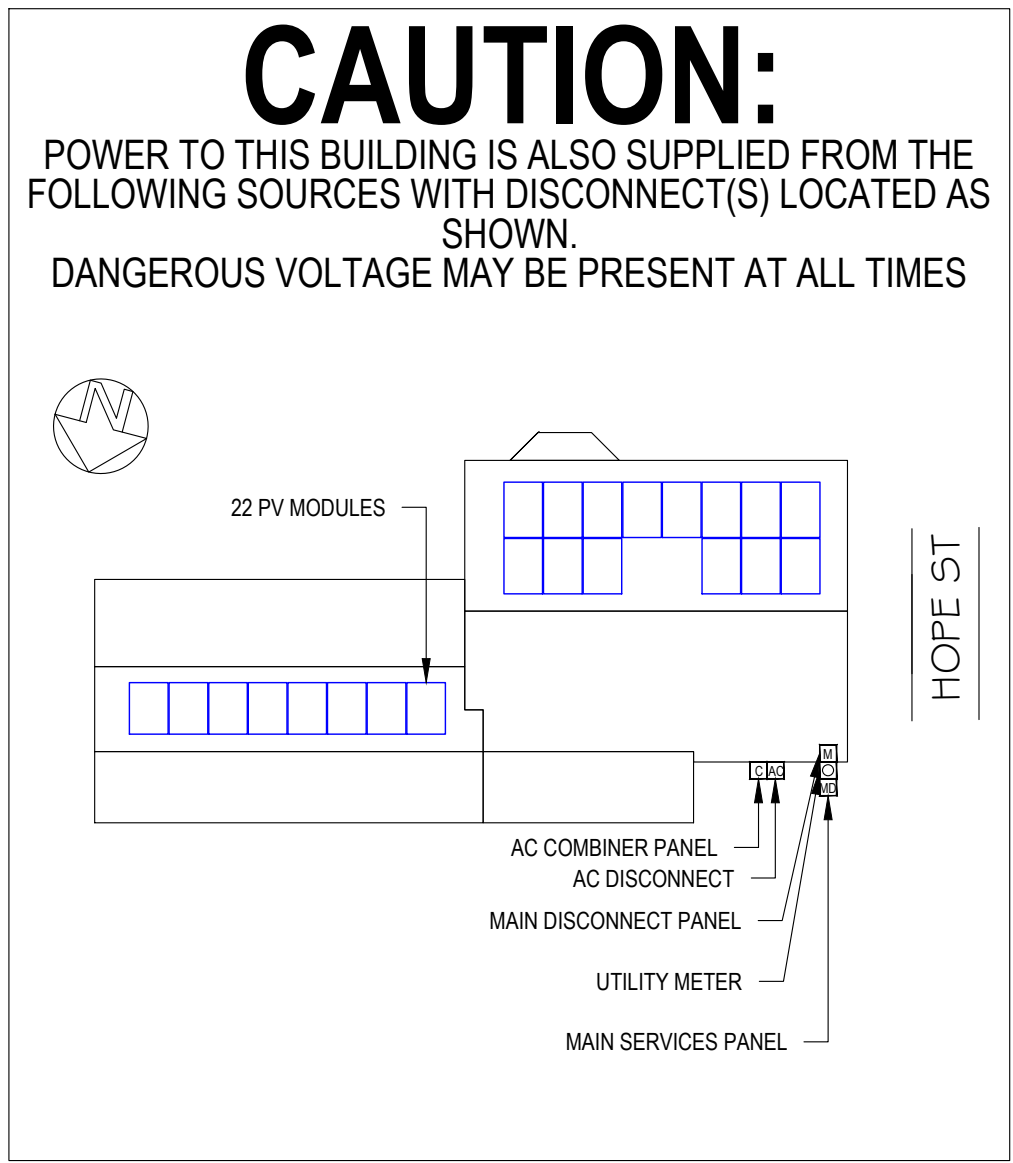 CAUTION:
POWER TO THIS BUILDING IS ALSO SUPPLIED FROM THE
FOLLOWING SOURCES WITH DISCONNECT(S) LOCATED AS
SHOWN.
DANGEROUS VOLTAGE MAY BE PRESENT AT ALL TIMES
N
22 PV MODULES
HOPE ST
M
C AC
MD
AC COMBINER PANEL
AC DISCONNECT
MAIN DISCONNECT PANEL
UTILITY METER
MAIN SERVICES PANEL